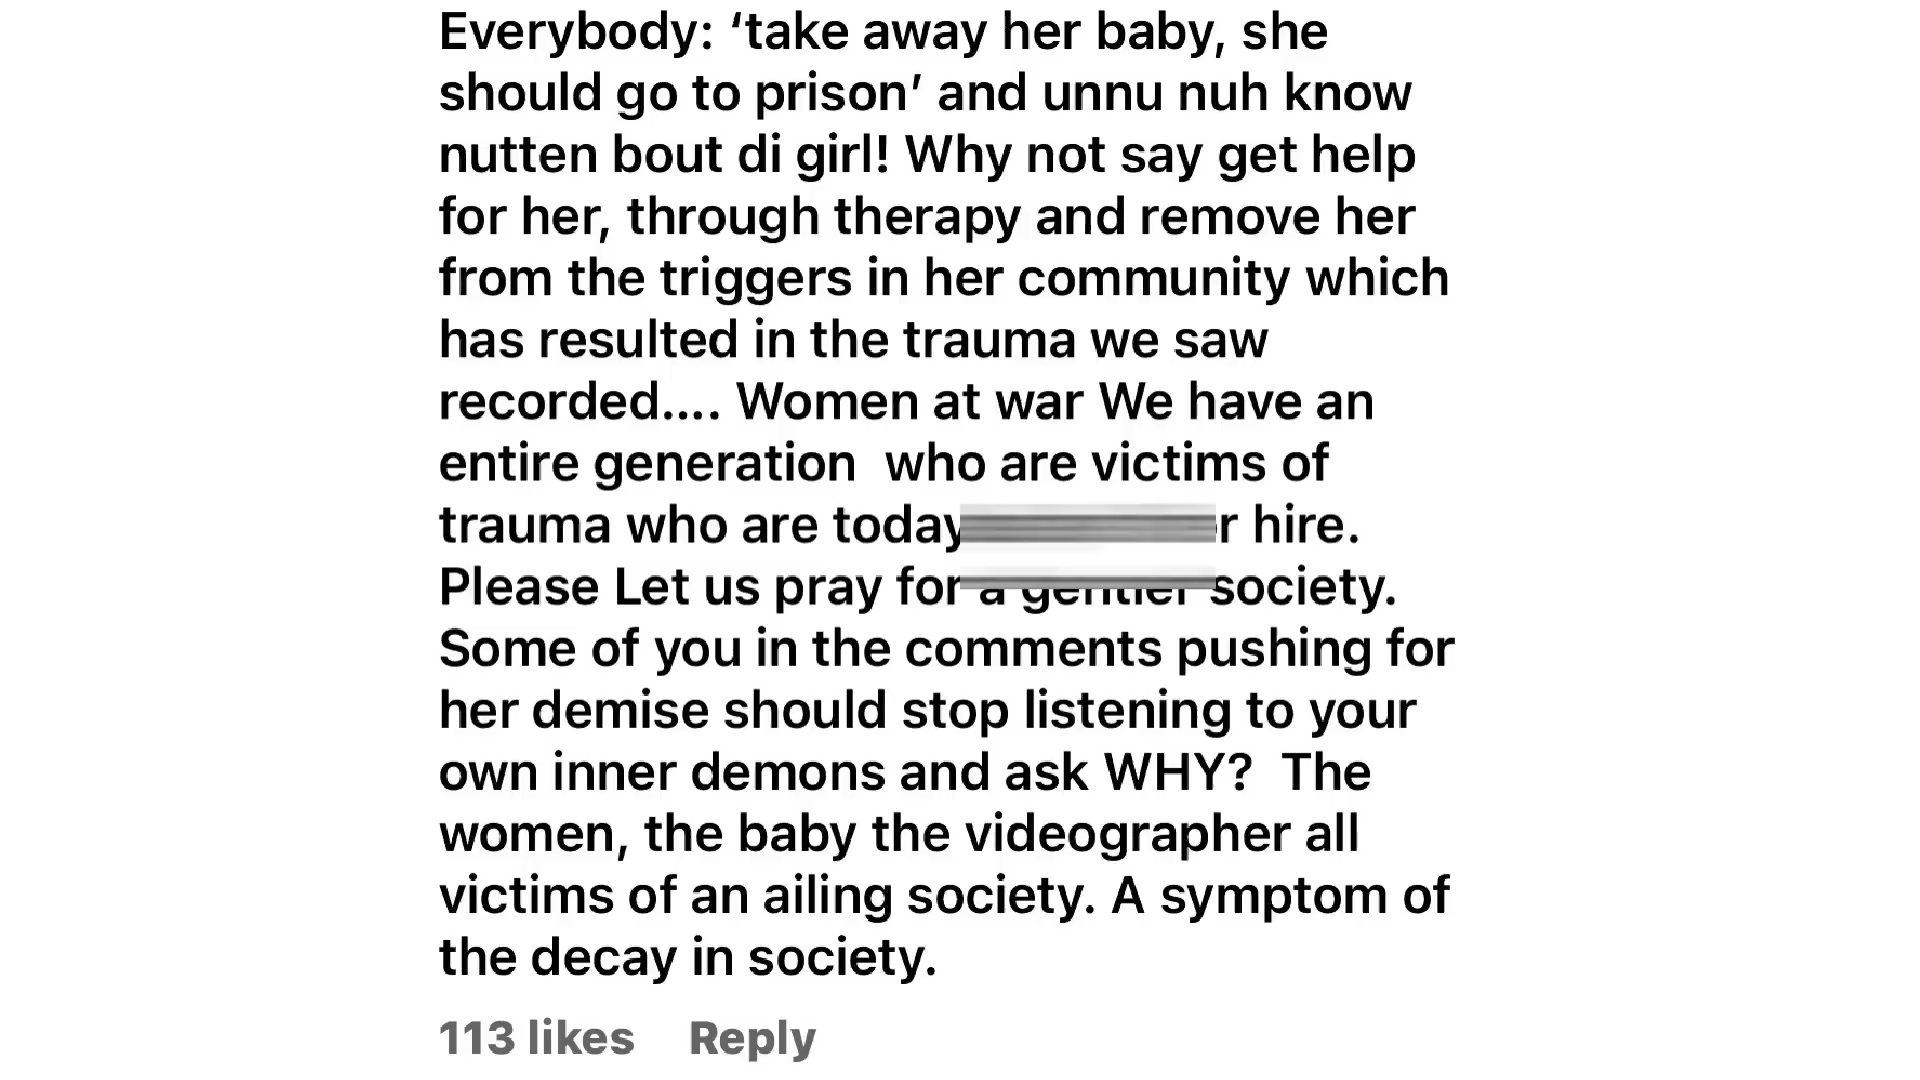 Everybody: ‘take away her baby, she
should go to prison’ and unnu nuh know
nutten bout di girl! Why not say get help
for her, through therapy and remove her
from the triggers in her community which
has resulted in the trauma we saw
recorded.... Women at war We have an
entire generation  who are victims of
trauma who are today hire.
Please Let us pray for a gentler society.
Some of you in the comments pushing for
her demise should stop listening to your
own inner demons and ask WHY?  The
women, the baby the videographer all
victims of an ailing society. A symptom of
the decay in society.
113 likes Reply